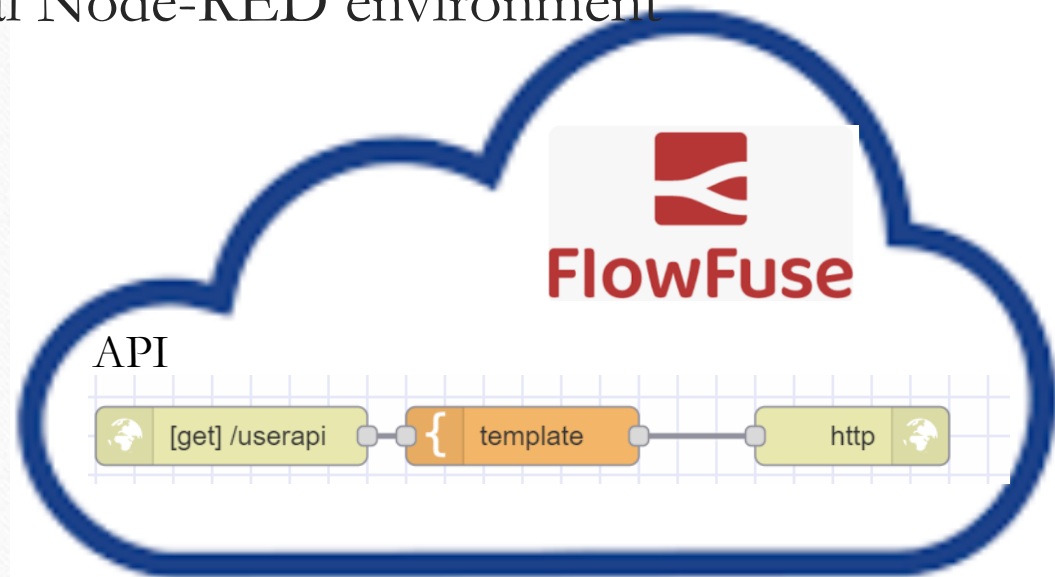 Node-RED environment
FlowFuse
API
[get] /userapi
{ template
http